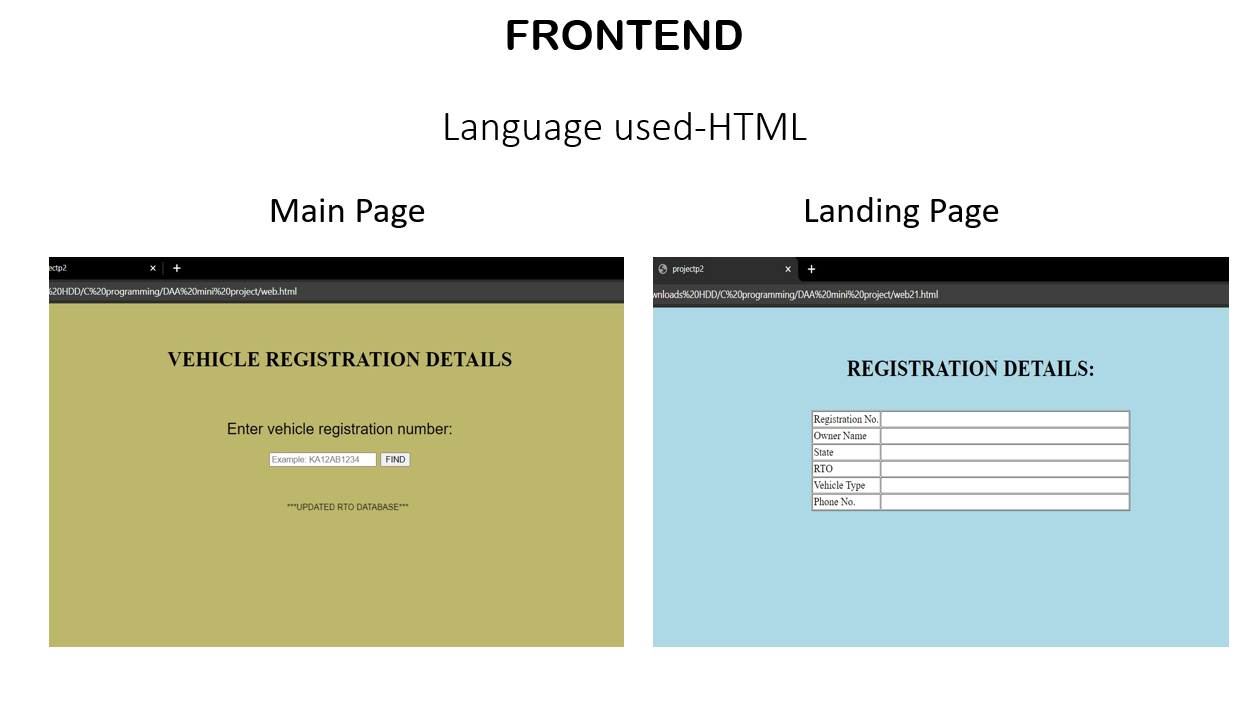 FRONTEND
Language used-HTML
Main Page
ectp2
%20HDD/C%20programming/DAA%20mini%20project/web.html
VEHICLE REGISTRATION DETAILS
Enter vehicle registration number:
Example: KA12AB1234 FIND
***UPDATED RTO DATABASE***
Landing Page
projectp2
wnloads%20HDD/C%20programming/DAA%20mini%20project/web21.html
REGISTRATION DETAILS:
Registration No.
Owner Name
State
RTO
Vehicle Type
Phone No.